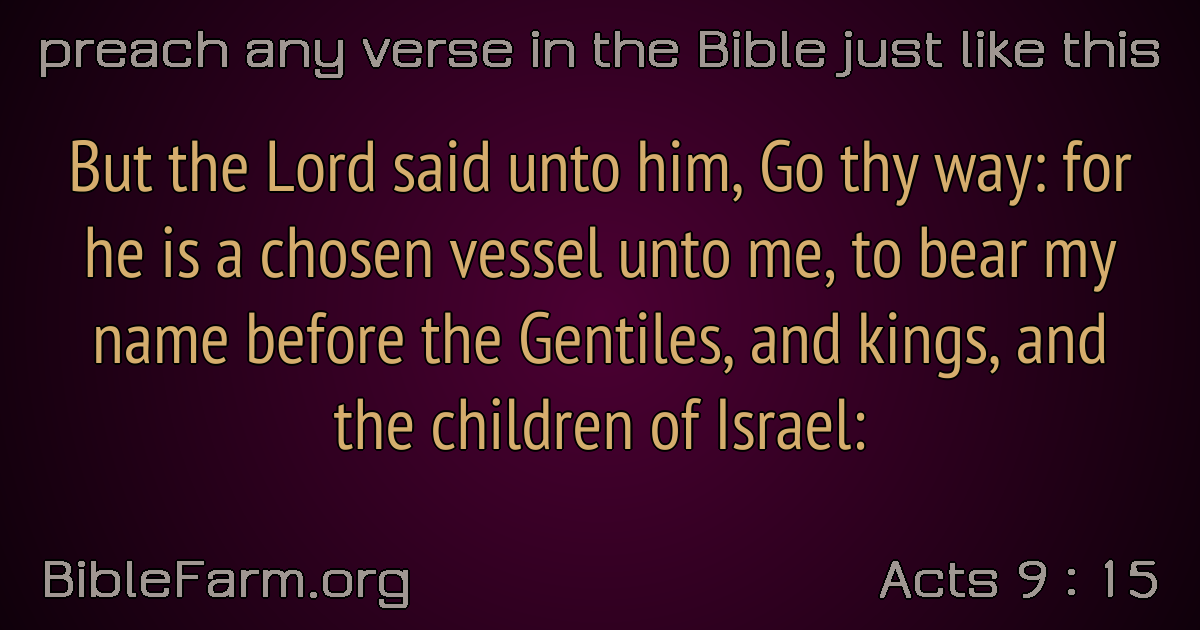 preach any verse in the Bible just like this
But the Lord said unto him, Go thy way: for
he is a chosen vessel unto me, to bear my
name before the Gentiles, and kings, and
the children of Israel:
BibleFarm.org
Acts 9 : 15